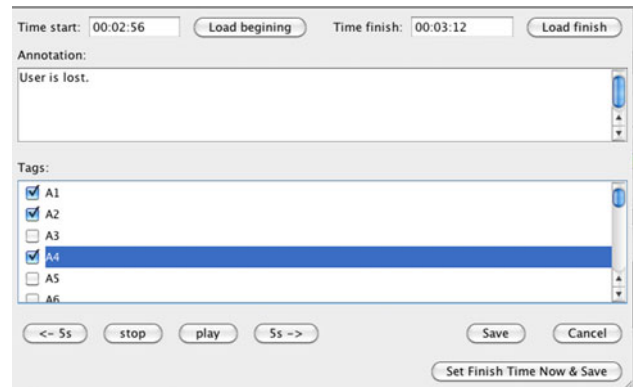 Time start: 00:02:56 Load begining Time finish: 00:03:12 Load finish
Annotation:
User is lost.
Tags:
A1
A2
A3
A4
A5
A6
<- 5s stop play 5s -> Save Cancel
Set Finish Time Now & Save